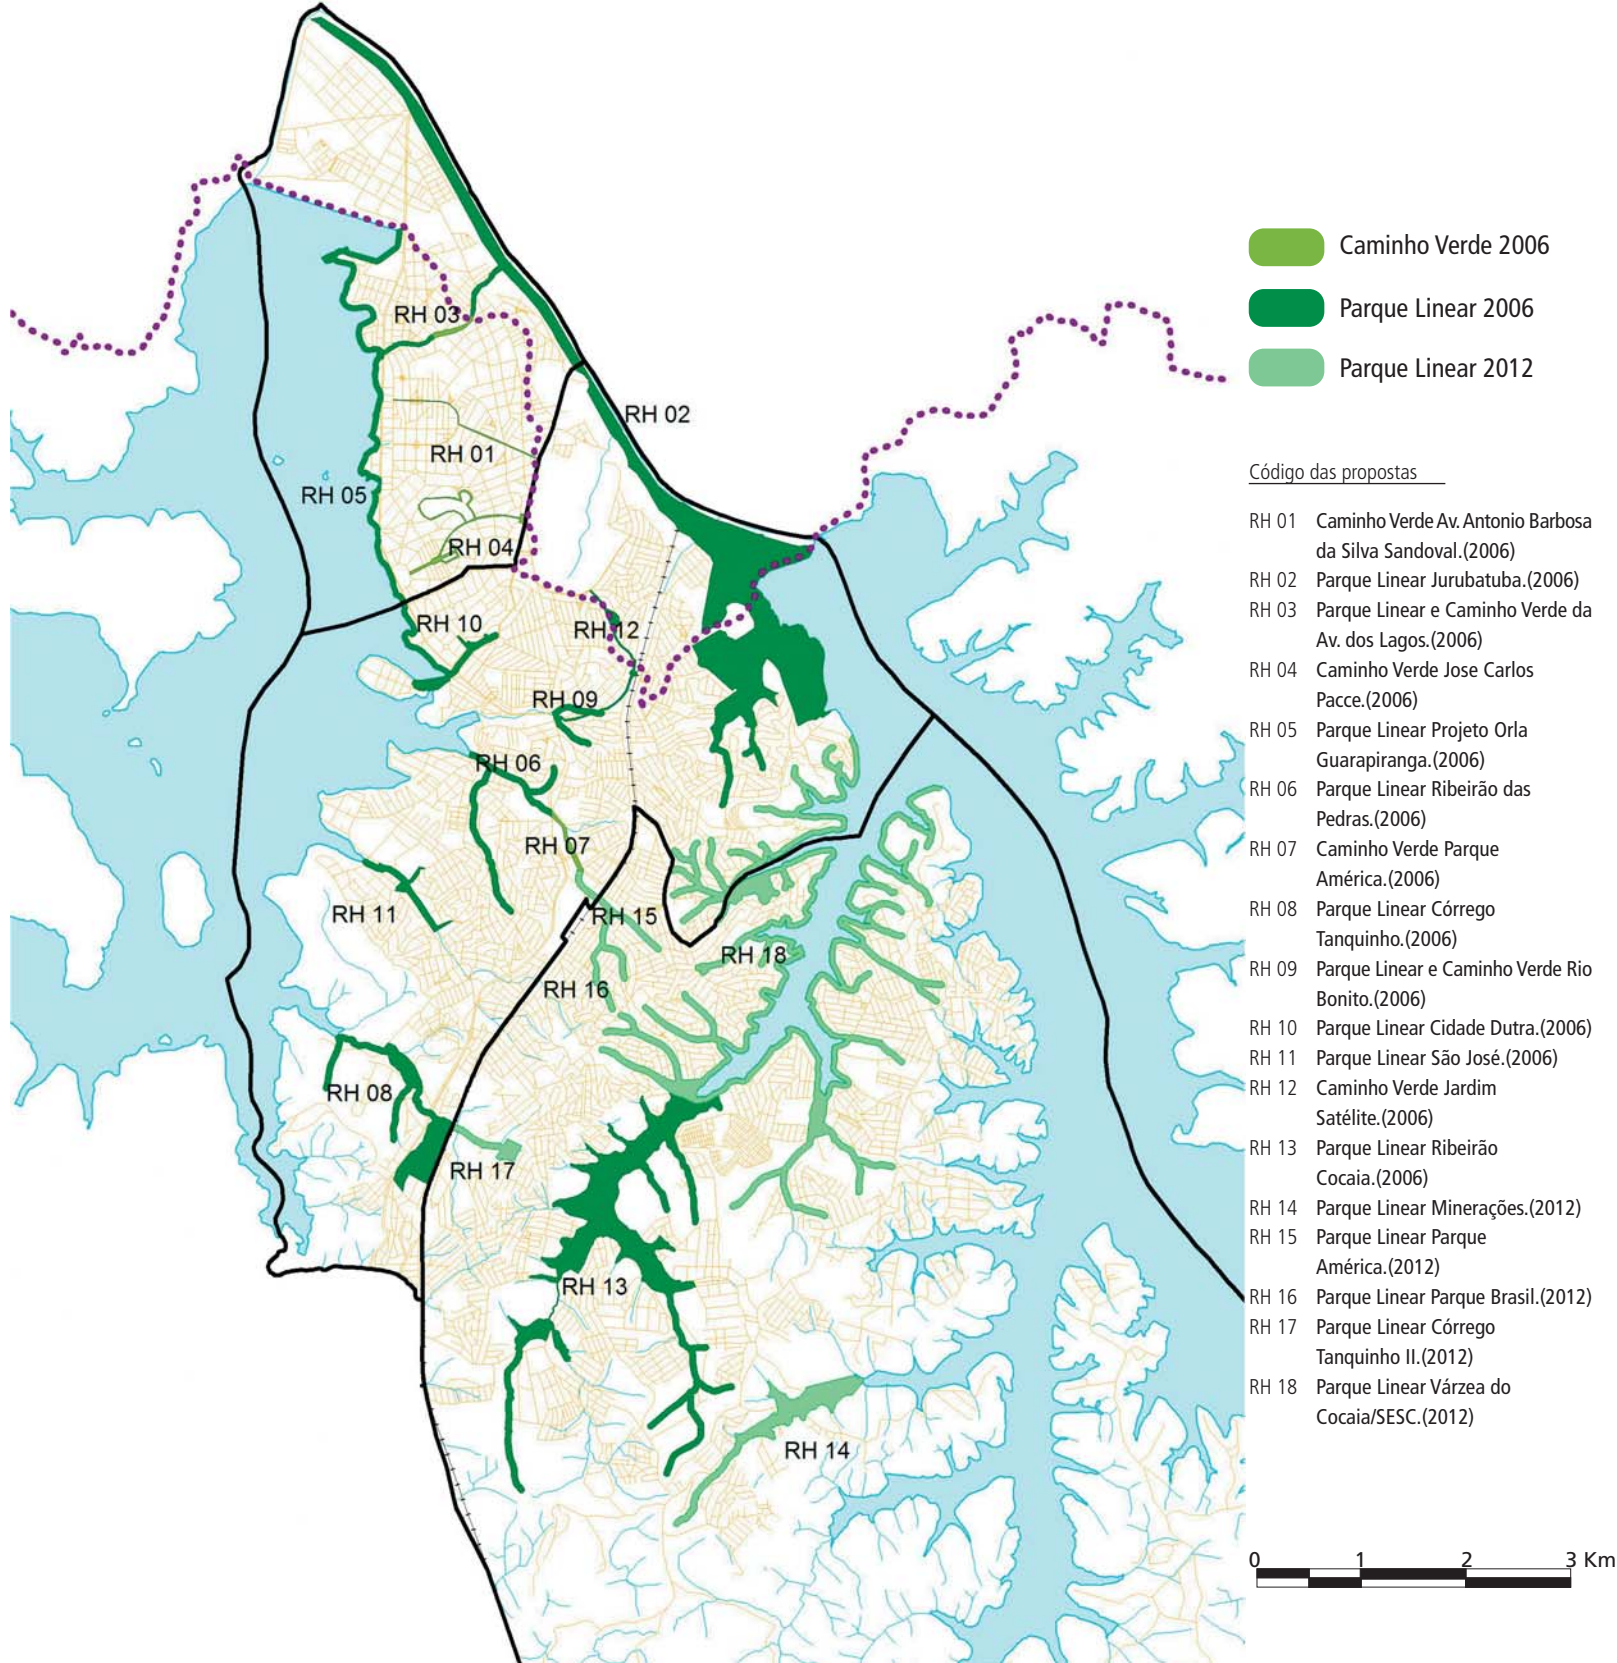 Caminho Verde 2006
Parque Linear 2006
Parque Linear 2012
Código das propostas
RH 01 Caminho Verde Av. Antonio Barbosa
da Silva Sandoval.(2006)
RH 02 Parque Linear Jurubatuba.(2006)
RH 03 Parque Linear e Caminho Verde da
Av. dos Lagos.(2006)
RH 04 Caminho Verde Jose Carlos
Pacce.(2006)
RH 05 Parque Linear Projeto Orla
Guarapiranga.(2006)
RH 06 Parque Linear Ribeirão das
Pedras.(2006)
RH 07 Caminho Verde Parque
América.(2006)
RH 08 Parque Linear Córrego
Tanquinho.(2006)
RH 09 Parque Linear e Caminho Verde Rio
Bonito.(2006)
RH 10 Parque Linear Cidade Dutra.(2006)
RH 11 Parque Linear São José.(2006)
RH 12 Caminho Verde Jardim
Satélite.(2006)
RH 13 Parque Linear Ribeirão
Cocaia.(2006)
RH 14 Parque Linear Minerações.(2012)
RH 15 Parque Linear Parque
América.(2012)
RH 16 Parque Linear Parque Brasil.(2012)
RH 17 Parque Linear Córrego
Tanquinho II.(2012)
RH 18 Parque Linear Várzea do
Cocaia/SESC.(2012)
0 1 2 3 Km
RH 03
RH 02
RH 01
RH 05
RH 04
RH 10
RH 12
RH 09
RH 06
RH 07
RH 11
RH 15
RH 18
RH 16
RH 08
RH 17
RH 13
RH 14